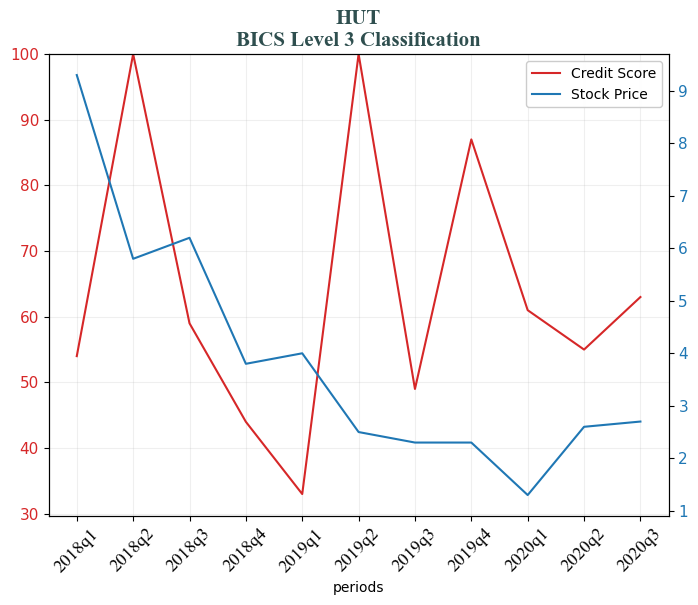 HUT
BICS Level 3 Classification
Credit Score
Stock Price
100
90
80
70
60
50
40
30
9
8
7
6
5
4
3
2
1
2018q1
2018q2
2018q3
2018q4
2019q1
2019q2
2019q3
2019q4
2020q1
2020q2
2020q3
periods